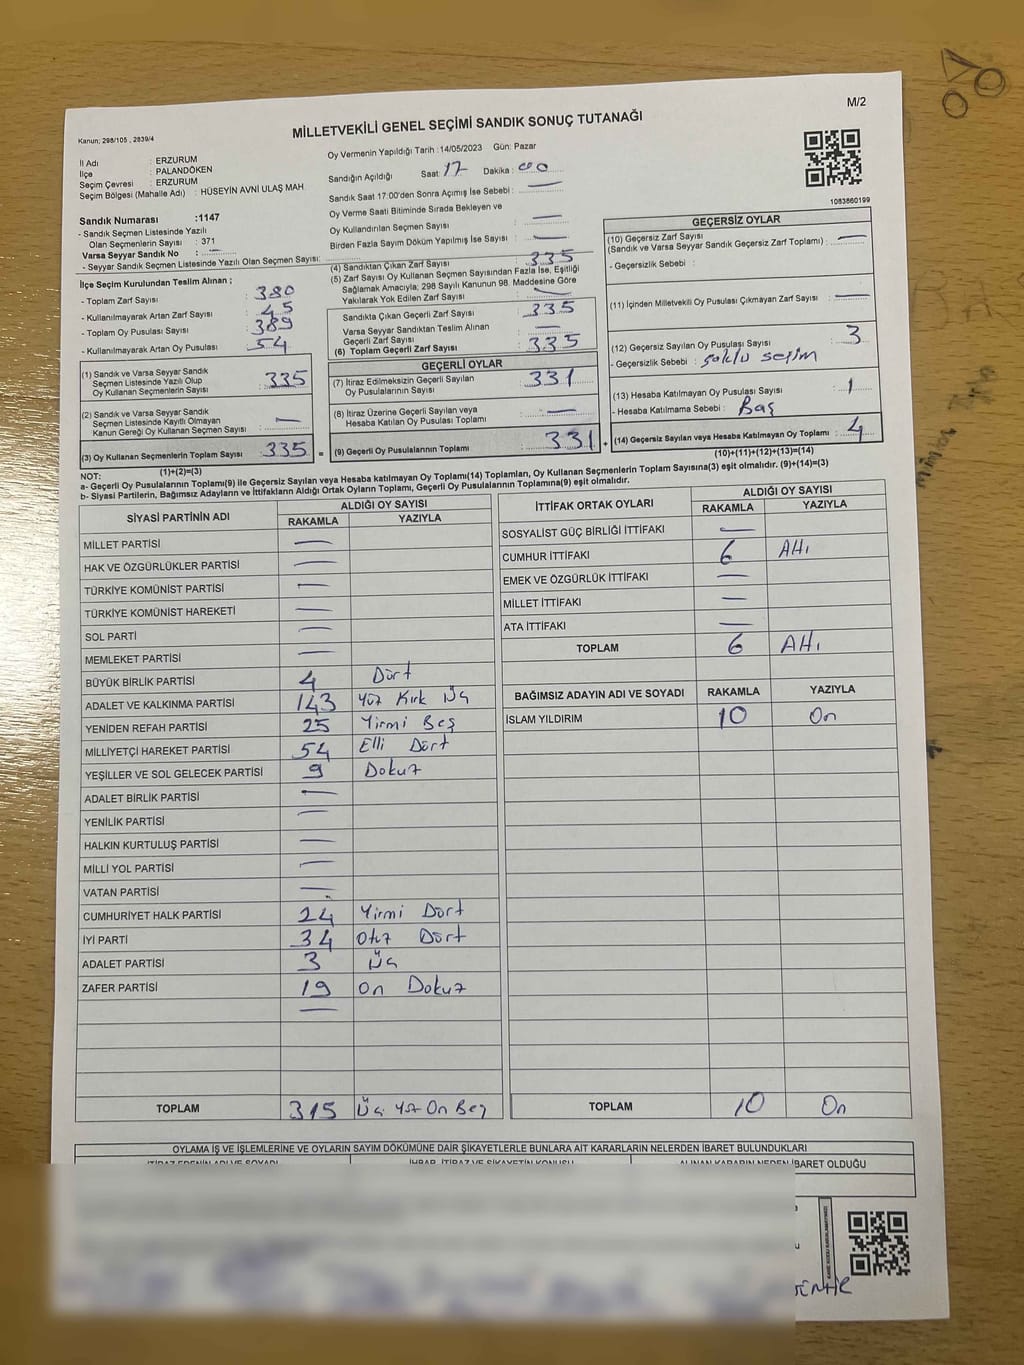 M/2
Kanun; 298/105 , 2839/4
MİLLETVEKİLİ GENEL SEÇİMİ SANDIK SONUÇ TUTANAĞI
İl Adı : ERZURUM
İlçe : PALANDÖKEN
Seçim Çevresi : ERZURUM
Seçim Bölgesi (Mahalle Adı) : HÜSEYİN AVNİ ULAŞ MAH.
Oy Vermenin Yapıldığı Tarih :14/05/2023 Gün: Pazar
Sandığın Açıldığı Saat: 17 Dakika : 00
Sandık Saat 17:00'den Sonra Açımış İse Sebebi : —
Oy Verme Saati Bitiminde Sırada Bekleyen ve
Oy Kullandırılan Seçmen Sayısı —
Birden Fazla Sayım Döküm Yapılmış İse Sayısı —
1083860199
Sandık Numarası :1147
- Sandık Seçmen Listesinde Yazılı
Olan Seçmenlerin Sayısı : 371
Varsa Seyyar Sandık No : —
- Seyyar Sandık Seçmen Listesinde Yazılı Olan Seçmen Sayısı:
İlçe Seçim Kurulundan Teslim Alınan ;
- Toplam Zarf Sayısı : 380
- Kullanılmayarak Artan Zarf Sayısı : 45
- Toplam Oy Pusulası Sayısı : 389
- Kullanılmayarak Artan Oy Pusulası : 54
(1) Sandık ve Varsa Seyyar Sandık
Seçmen Listesinde Yazılı Olup
Oy Kullanan Seçmenlerin Sayısı : 335
(2) Sandık ve Varsa Seyyar Sandık
Seçmen Listesinde Kayıtlı Olmayan
Kanun Gereği Oy Kullanan Seçmen Sayısı : —
(3) Oy Kullanan Seçmenlerin Toplam Sayısı : 335 =
(1)+(2)=(3)
(4) Sandıktan Çıkan Zarf Sayısı : 335
(5) Zarf Sayısı Oy Kullanan Seçmen Sayısından Fazla İse, Eşitliği
Sağlamak Amacıyla; 298 Sayılı Kanunun 98. Maddesine Göre
Yakılarak Yok Edilen Zarf Sayısı : —
Sandıkta Çıkan Geçerli Zarf Sayısı : 335
Varsa Seyyar Sandıktan Teslim Alınan
Geçerli Zarf Sayısı : —
(6) Toplam Geçerli Zarf Sayısı : 335
GEÇERLİ OYLAR
(7) İtiraz Edilmeksizin Geçerli Sayılan
Oy Pusulalarının Sayısı : 331
(8) İtiraz Üzerine Geçerli Sayılan veya
Hesaba Katılan Oy Pusulası Toplamı : —
(9) Geçerli Oy Pusulalarının Toplamı : 331 +
GEÇERSİZ OYLAR
(10) Geçersiz Zarf Sayısı
(Sandık ve Varsa Seyyar Sandık Geçersiz Zarf Toplamı) : —
- Geçersizlik Sebebi :
(11) İçinden Milletvekili Oy Pusulası Çıkmayan Zarf Sayısı : —
(12) Geçersiz Sayılan Oy Pusulası Sayısı : 3
- Geçersizlik Sebebi : Çoklu seçim
(13) Hesaba Katılmayan Oy Pusulası Sayısı : 1
- Hesaba Katılmama Sebebi : Boş
(14) Geçersiz Sayılan veya Hesaba Katılmayan Oy Toplamı : 4
(10)+(11)+(12)+(13)=(14)
NOT:
a- Geçerli Oy Pusulalarının Toplamı(9) ile Geçersiz Sayılan veya Hesaba katılmayan Oy Toplamı(14) Toplamları, Oy Kullanan Seçmenlerin Toplam Sayısına(3) eşit olmalıdır. (9)+(14)=(3)
b- Siyasi Partilerin, Bağımsız Adayların ve İttifakların Aldığı Ortak Oyların Toplamı, Geçerli Oy Pusulalarının Toplamına(9) eşit olmalıdır.
SİYASİ PARTİNİN ADI ALDIĞI OY SAYISI
RAKAMLA YAZIYLA
MİLLET PARTİSİ —
HAK VE ÖZGÜRLÜKLER PARTİSİ —
TÜRKİYE KOMÜNİST PARTİSİ —
TÜRKİYE KOMÜNİST HAREKETİ —
SOL PARTİ —
MEMLEKET PARTİSİ —
BÜYÜK BİRLİK PARTİSİ 4 Dört
ADALET VE KALKINMA PARTİSİ 143 Yüz Kırk Üç
YENİDEN REFAH PARTİSİ 25 Yirmi Beş
MİLLİYETÇİ HAREKET PARTİSİ 54 Elli Dört
YEŞİLLER VE SOL GELECEK PARTİSİ 9 Dokuz
ADALET BİRLİK PARTİSİ —
YENİLİK PARTİSİ —
HALKIN KURTULUŞ PARTİSİ —
MİLLİ YOL PARTİSİ —
VATAN PARTİSİ —
CUMHURİYET HALK PARTİSİ 24 Yirmi Dört
İYİ PARTİ 34 Otuz Dört
ADALET PARTİSİ 3 Üç
ZAFER PARTİSİ 19 On Dokuz
—
TOPLAM 315 Üç Yüz On Beş
İTTİFAK ORTAK OYLARI ALDIĞI OY SAYISI
RAKAMLA YAZIYLA
SOSYALİST GÜÇ BİRLİĞİ İTTİFAKI —
CUMHUR İTTİFAKI 6 Altı
EMEK VE ÖZGÜRLÜK İTTİFAKI —
MİLLET İTTİFAKI —
ATA İTTİFAKI —
TOPLAM 6 Altı
BAĞIMSIZ ADAYIN ADI VE SOYADI RAKAMLA YAZIYLA
İSLAM YILDIRIM 10 On
TOPLAM 10 On
OYLAMA İŞ VE İŞLEMLERİNE VE OYLARIN SAYIM DÖKÜMÜNE DAİR ŞİKAYETLERLE BUNLARA AİT KARARLARIN NELERDEN İBARET BULUNDUKLARI
İTİRAZ EDENİN ADI VE SOYADI İHBAR, İTİRAZ VE ŞİKAYETİN KONUSU ALINAN KARARIN NEDEN İBARET OLDUĞU